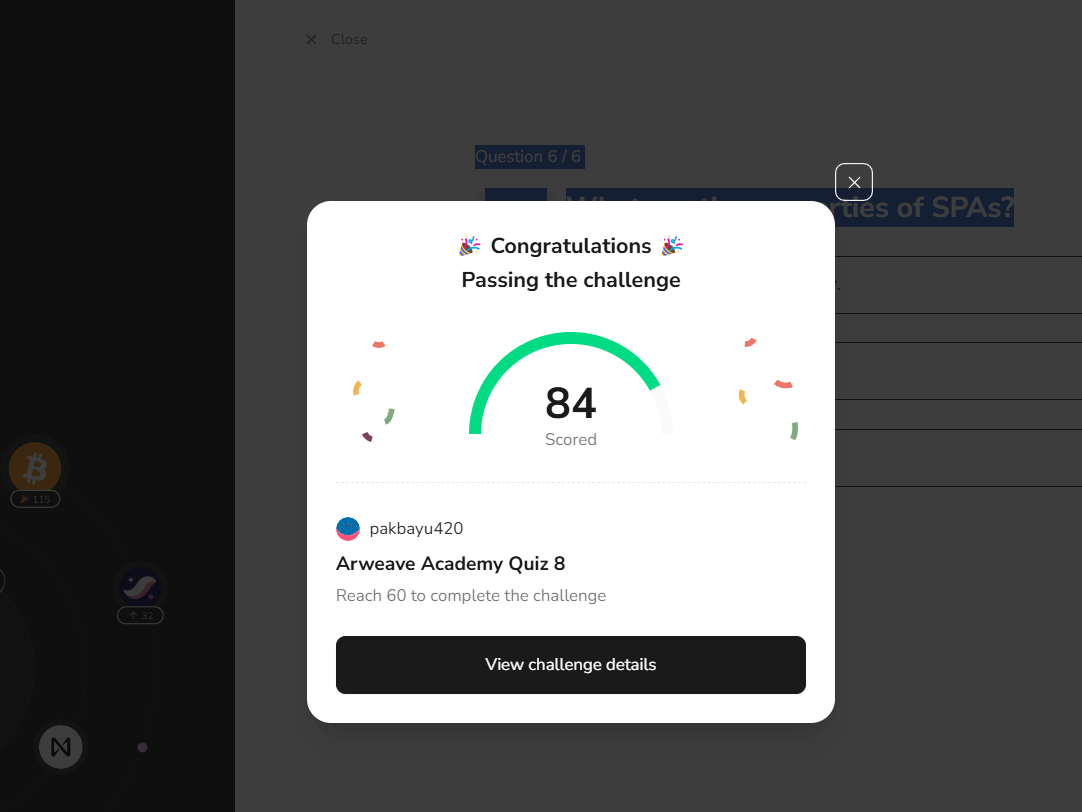 Close
Question 6 / 6
rties of SPAs?
Congratulations
Passing the challenge
84
Scored
115
32
pakbayu420
Arweave Academy Quiz 8
Reach 60 to complete the challenge
View challenge details